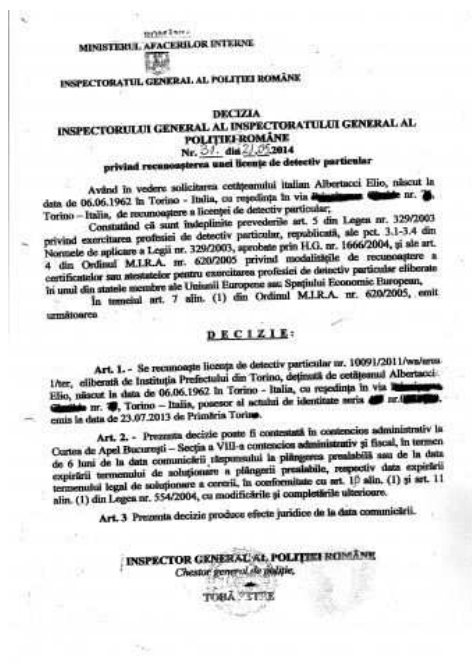 MINISTERUL AFACERILOR INTERNE
INSPECTORATUL GENERAL AL POLIȚIEI ROMÂNE
DECIZIA
INSPECTORULUI GENERAL AL INSPECTORATULUI GENERAL AL
POLIȚIEI ROMÂNE
Nr. 31. din 21.05.2014
privind recunoașterea unei licențe de detectiv particular
Având în vedere solicitarea cetățeanului italian Albertacci Elio, născut la
data de 06.06.1962 în Torino - Italia, cu reședința în via nr.
Torino – Italia, de recunoaștere a licenței de detectiv particular;
Constatând că sunt îndeplinite prevederile art. 5 din Legea nr. 329/2003
privind exercitarea profesiei de detectiv particular, republicată, ale pct. 3.1-3.4 din
Normele de aplicare a Legii nr. 329/2003, aprobate prin H.G. nr. 1666/2004, și ale art.
4 din Ordinul M.I.R.A. nr. 620/2005 privind modalitățile de recunoaștere a
certificatelor sau atestatelor pentru exercitarea profesiei de detectiv particular eliberate
în unul din statele membre ale Uniunii Europene sau Spațiului Economic European,
În temeiul art. 7 alin. (1) din Ordinul M.I.R.A. nr. 620/2005, emit
următoarea
DECIZIE:
Art. 1. - Se recunoaște licența de detectiv particular nr. 10091/2011/wa/area
1/ter, eliberată de Instituția Prefectului din Torino, deținută de cetățeanul Albertacci
Elio, născut la data de 06.06.1962 în Torino - Italia, cu reședința în via
nr. Torino – Italia, posesor al actului de identitate seria nr.
emis la data de 23.07.2013 de Primăria Torino.
Art. 2. - Prezenta decizie poate fi contestată în contencios administrativ la
Curtea de Apel București – Secția a VIII-a contencios administrativ și fiscal, în termen
de 6 luni de la data comunicării răspunsului la plângerea prealabilă sau de la data
expirării termenului de soluționare a plângerii prealabile, respectiv data expirării
termenului legal de soluționare a cererii, în conformitate cu art. alin. (1) și art. 11
alin. (1) din Legea nr. 554/2004, cu modificările și completările ulterioare.
Art. 3 Prezenta decizie produce efecte juridice de la data comunicării.
INSPECTOR GENERAL AL POLIȚIEI ROMÂNE
Chestor general de poliție,
TOBĂ PETRE